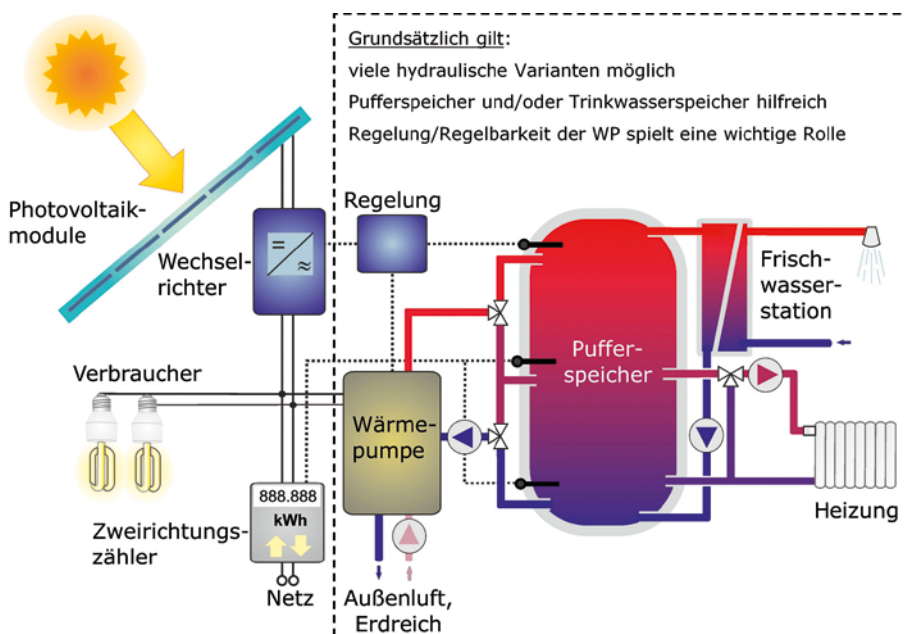 Grundsätzlich gilt:
viele hydraulische Varianten möglich
Pufferspeicher und/oder Trinkwasserspeicher hilfreich
Regelung/Regelbarkeit der WP spielt eine wichtige Rolle
Photovoltaik-
module
Wechsel-
richter
=
≈
Regelung
Frisch-
wasser-
station
Puffer-
speicher
Verbraucher
Wärme-
pumpe
888.888
kWh
Zweirichtungs-
zähler
Netz
Außenluft,
Erdreich
Heizung